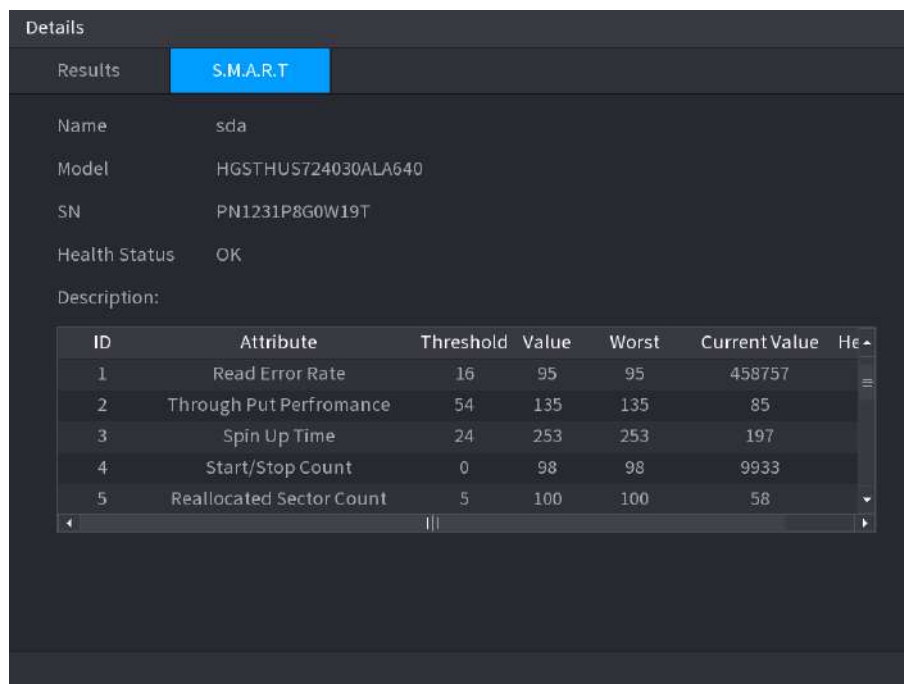 Details
Results S.M.A.R.T
Name sda
Model HGSTHUS724030ALA640
SN PN1231P8G0W19T
Health Status OK
Description:
ID Attribute Threshold Value Worst Current Value He
1 Read Error Rate 16 95 95 458757
2 Through Put Perfromance 54 135 135 85
3 Spin Up Time 24 253 253 197
4 Start/Stop Count 0 98 98 9933
5 Reallocated Sector Count 5 100 100 58